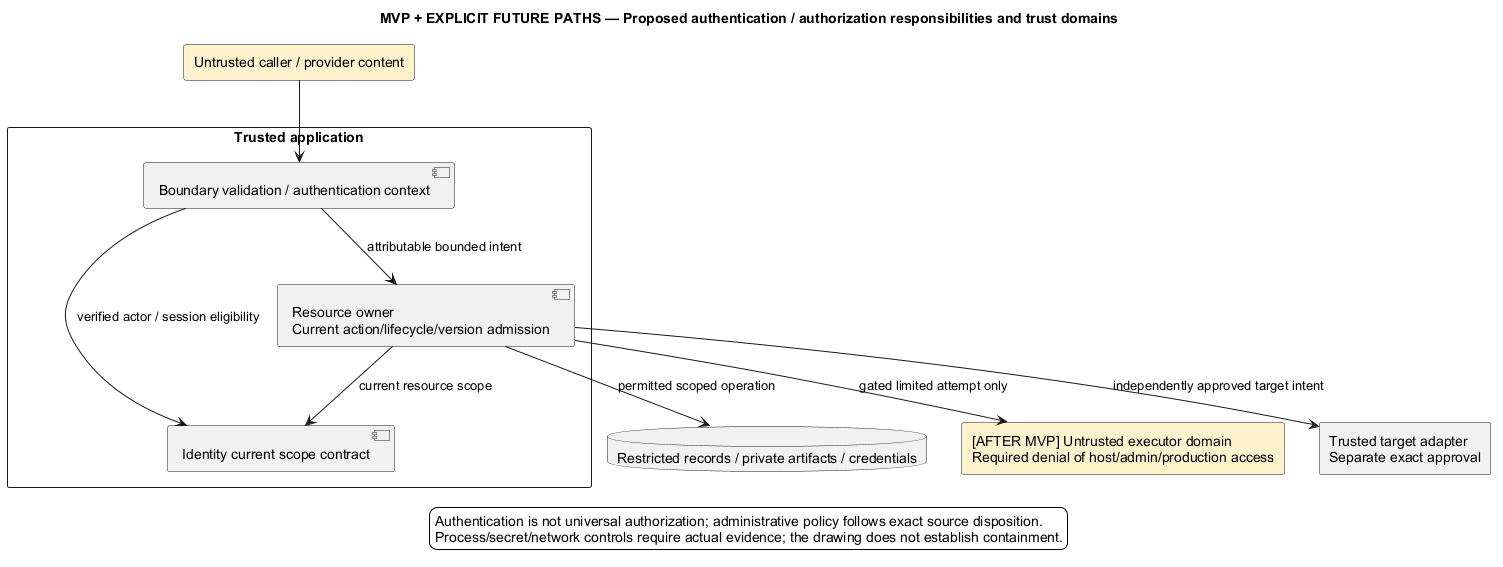 MVP + EXPLICIT FUTURE PATHS — Proposed authentication / authorization responsibilities and trust domains
Untrusted caller / provider content
Trusted application
Boundary validation / authentication context
attributable bounded intent
Resource owner
Current action/lifecycle/version admission
verified actor / session eligibility
current resource scope
permitted scoped operation
gated limited attempt only
independently approved target intent
Identity current scope contract
Restricted records / private artifacts / credentials
[AFTER MVP] Untrusted executor domain
Required denial of host/admin/production access
Trusted target adapter
Separate exact approval
Authentication is not universal authorization; administrative policy follows exact source disposition.
Process/secret/network controls require actual evidence; the drawing does not establish containment.